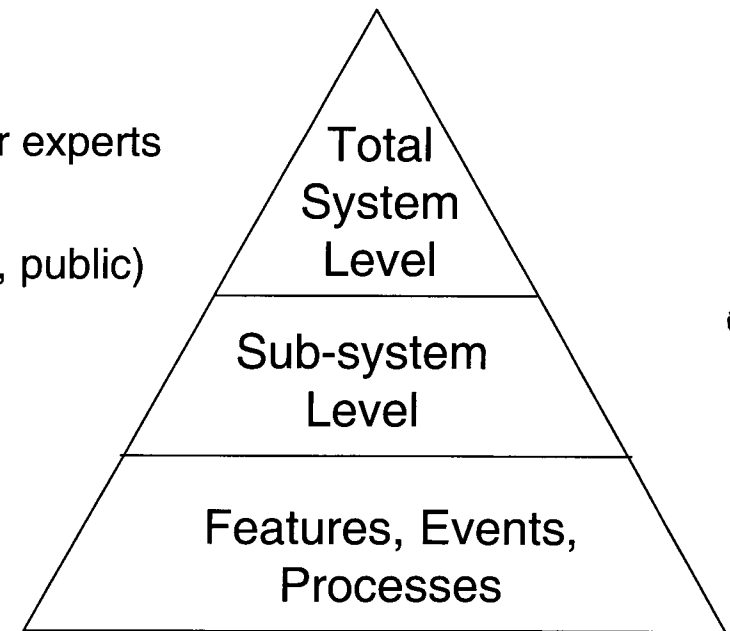 r experts
, public)
Total
System
Level
Sub-system
Level
Features, Events,
Processes